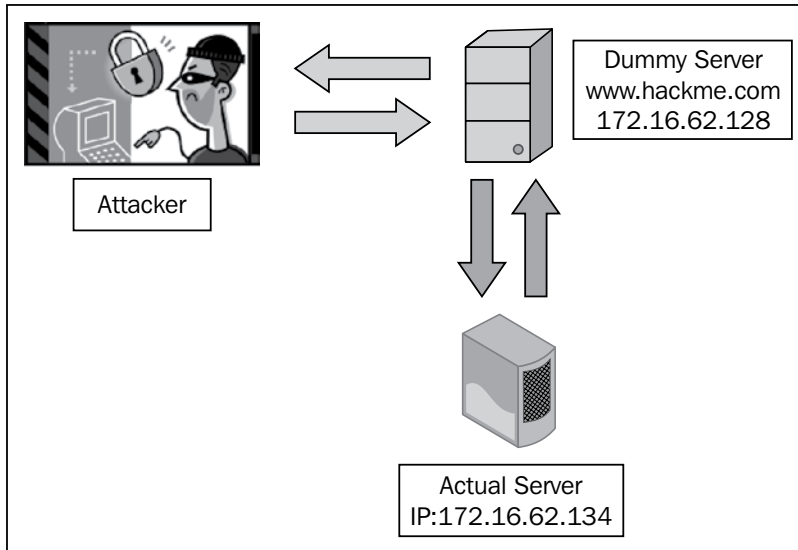 Attacker
Dummy Server
www.hackme.com
172.16.62.128
Actual Server
IP:172.16.62.134